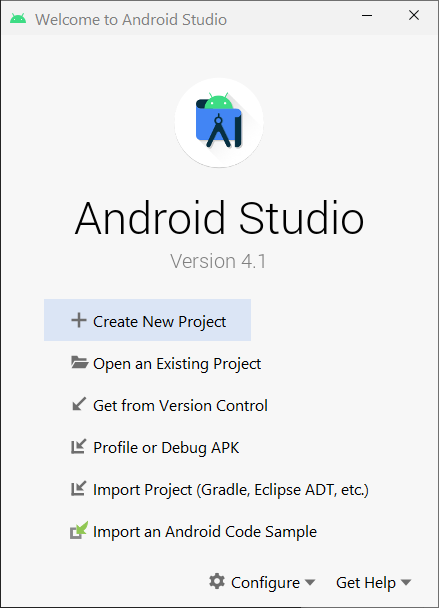 Welcome to Android Studio
Android Studio
Version 4.1
Create New Project
Open an Existing Project
Get from Version Control
Profile or Debug APK
Import Project (Gradle, Eclipse ADT, etc.)
Import an Android Code Sample
Configure Get Help